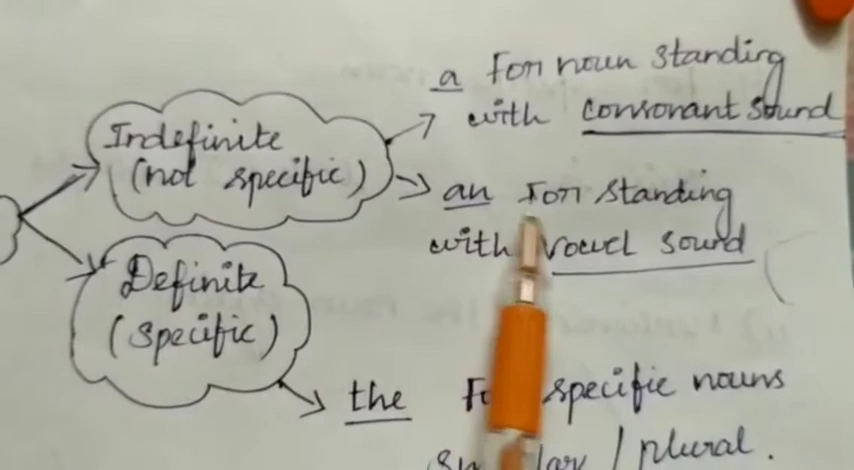 a For noun standing
with consonant sound
Indefinite
(not specific)
an For standing
with vowel sound
Definite
(specific)
the For specific nouns
/ plural.